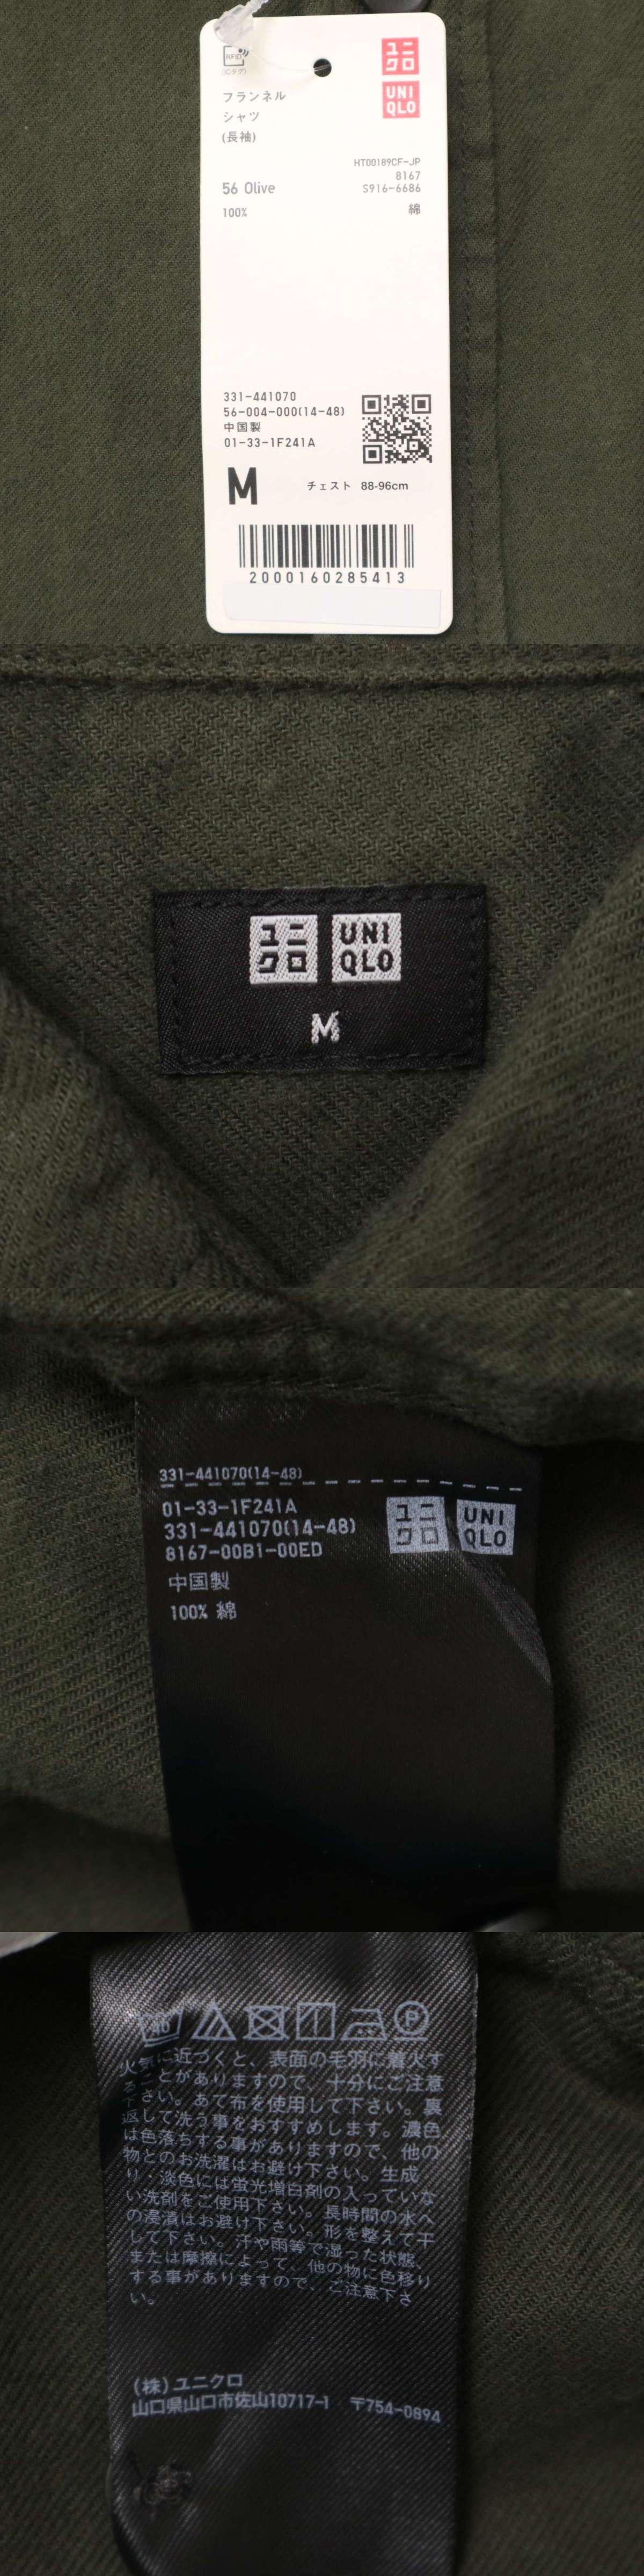 RFID
(ICタグ)
ユニ
クロ
UNI
QLO
フランネル
シャツ
(長袖)
HT00189CF-JP
8167
56 Olive
S916-6686
100%
綿
331-441070
56-004-000(14-48)
中国製
01-33-1F241A
M
チェスト 88-96cm
2000160285413
ユニ
クロ
UNI
QLO
M
331-441070(14-48)
01-33-1F241A
331-441070(14-48)
8167-00B1-00ED
中国製
100% 綿
ユニ
クロ
UNI
QLO
40
P
火気に近づくと、表面の毛羽に着火す
ることがありますので、十分にご注意
下さい。あて布を使用して下さい。裏
返して洗う事をおすすめします。濃色
は色落ちする事がありますので、他の
物とのお洗濯はお避け下さい。生成
り・淡色には蛍光増白剤の入っていな
い洗剤をご使用下さい。長時間の水へ
の浸漬はお避け下さい。形を整えて干
して下さい。汗や雨等で湿った状態、
または摩擦によって、他の物に色移り
する事がありますので、ご注意下さ
い。
(株)ユニクロ
山口県山口市佐山10717-1 〒754-0894